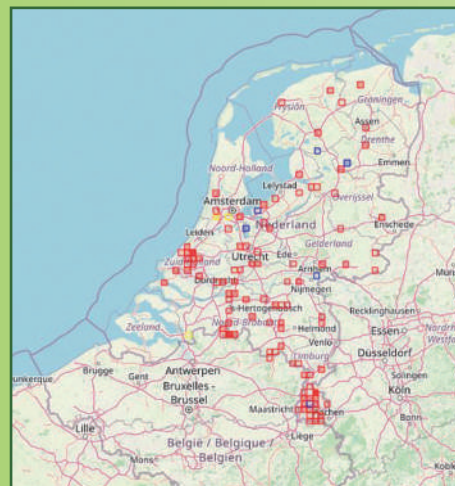 Fryslân
Groningen
Assen
Drenthe
Emmen
Noord-Holland
Lelystad
Overijssel
Amsterdam
Enschede
Nederland
Leiden
Gelderland
Utrecht
Ede
Arnhem
Dordrecht
Nijmegen
's-Hertogenbosch
Recklinghausen
Zeeland
Noord-Brabant
Helmond
Essen
Venlo
Limburg
Düsseldorf
Brugge
Antwerpen
Gent
Solingen
Bruxelles -
Brussel
Köln
Maastricht
Bonn
Lille
Liège
België / Belgique /
Belgien
Mons